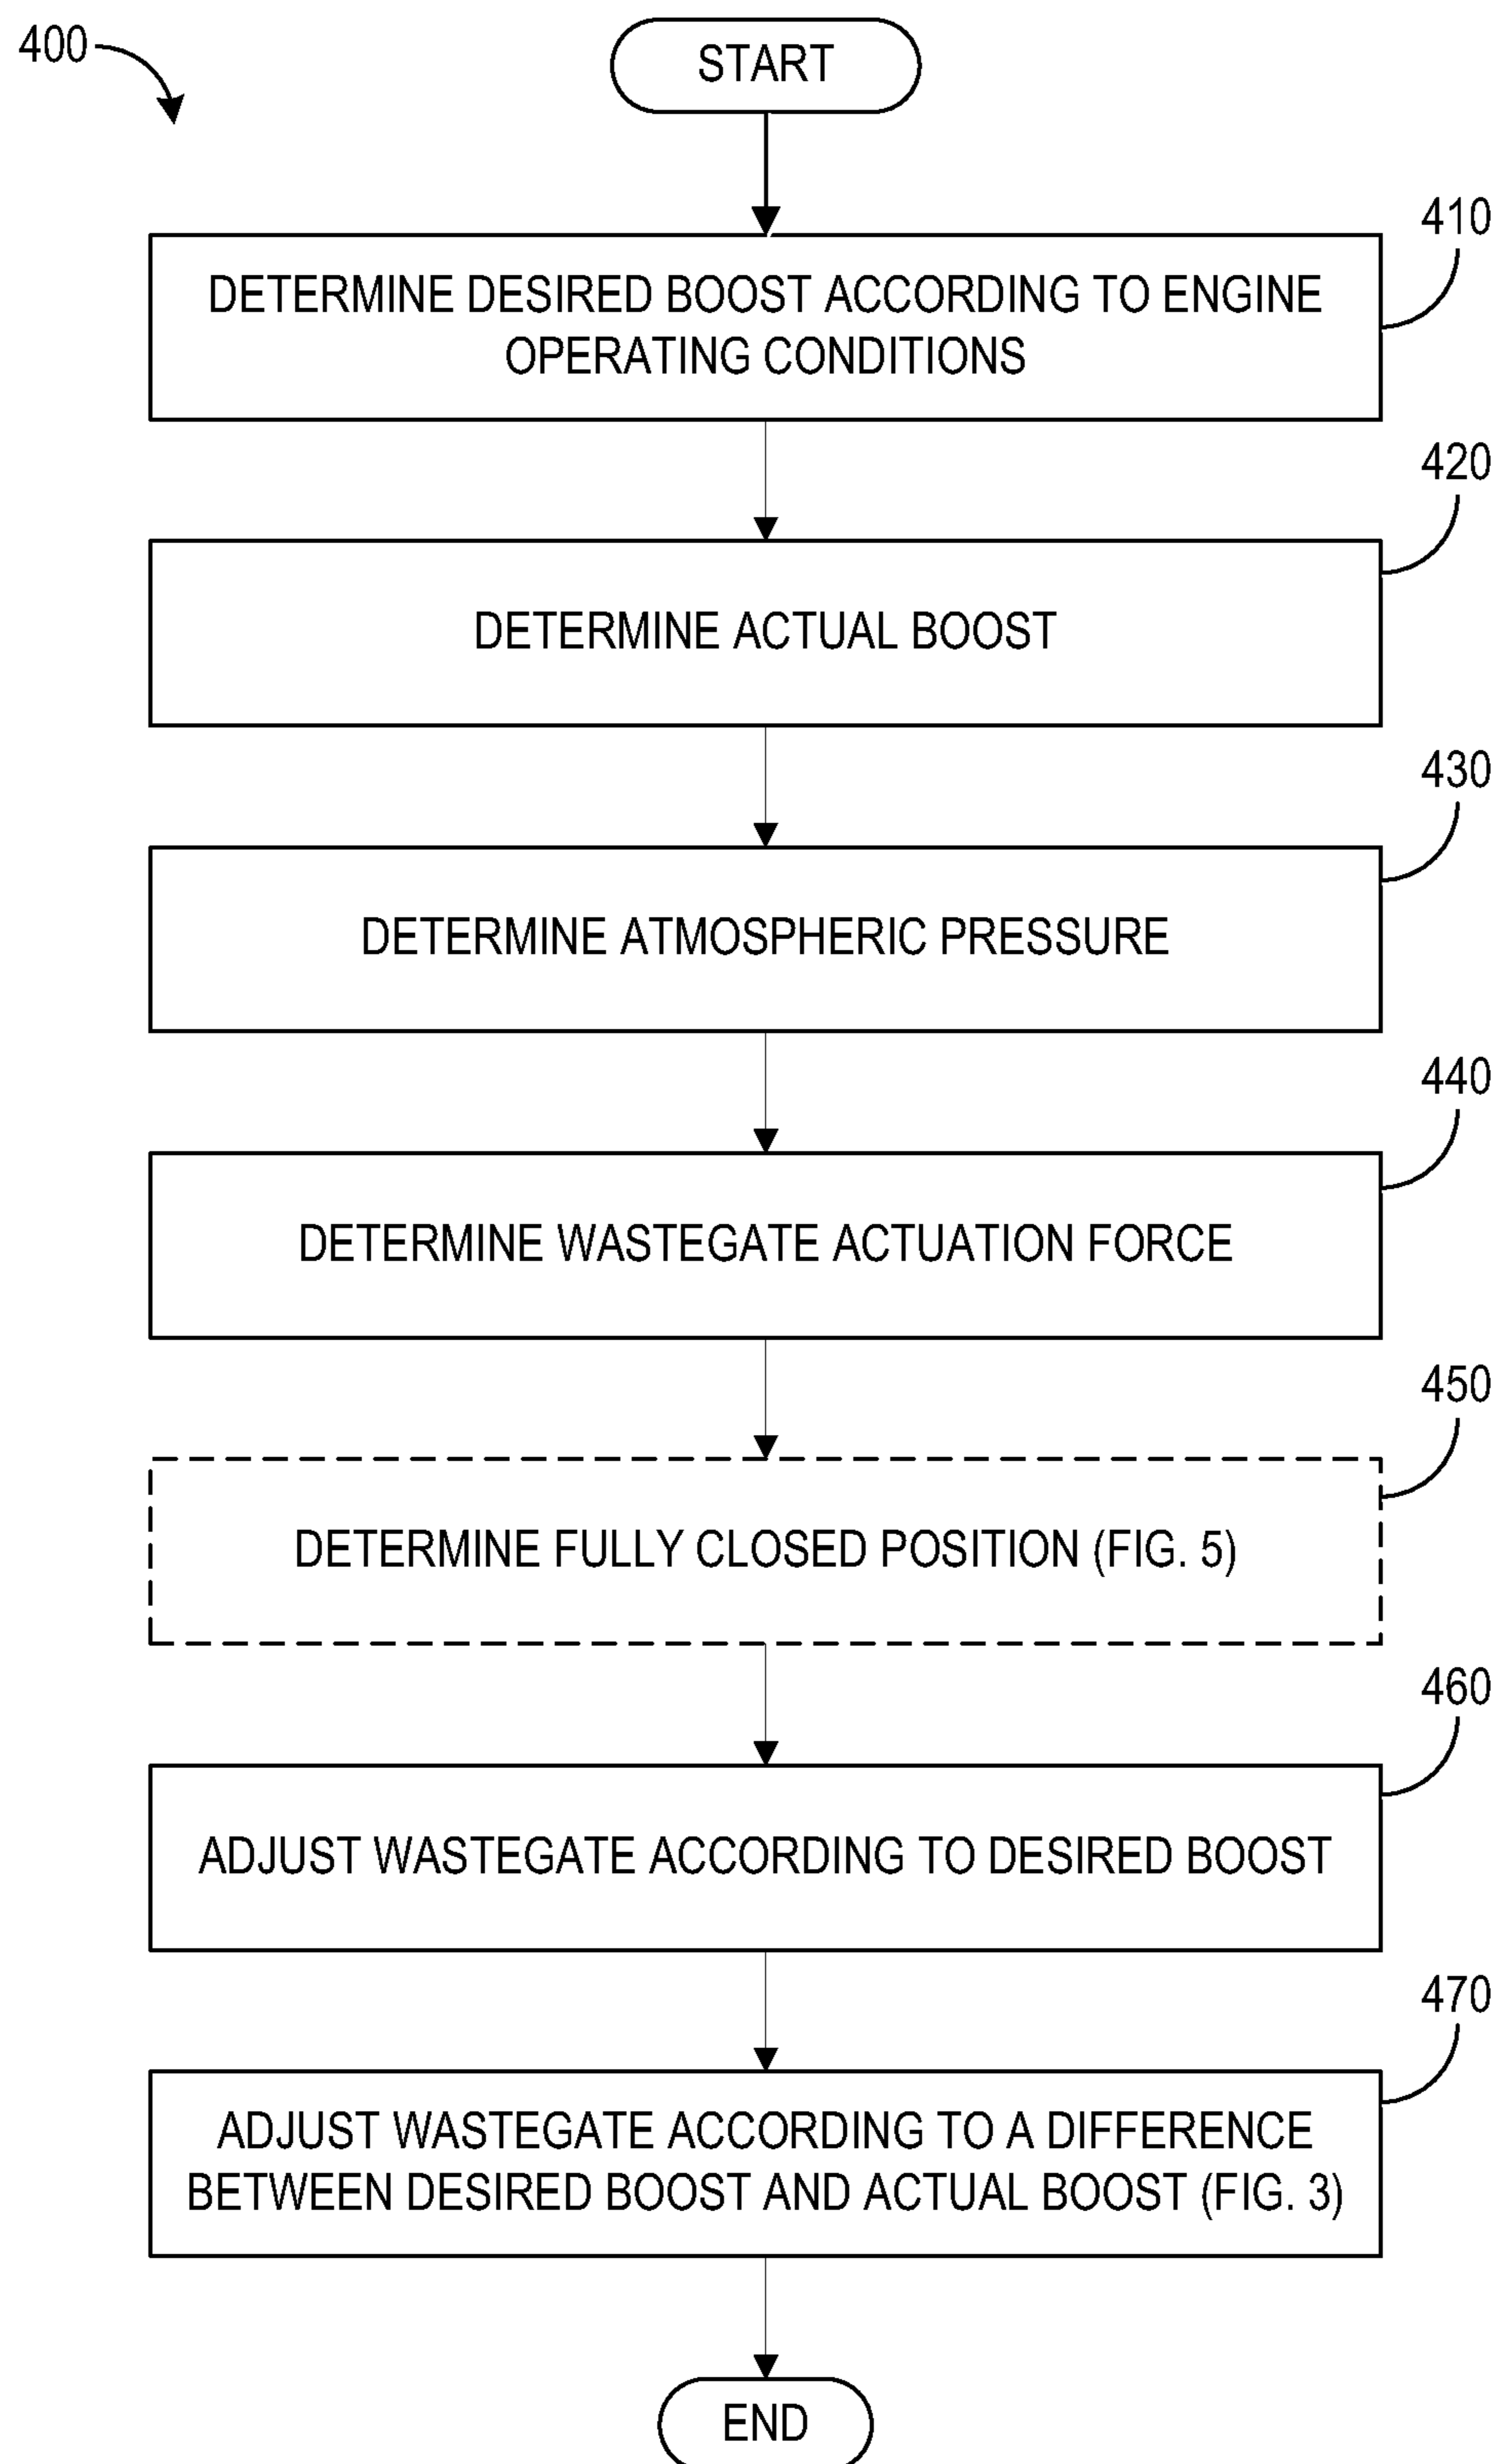 400
START
410
DETERMINE DESIRED BOOST ACCORDING TO ENGINE
OPERATING CONDITIONS
420
DETERMINE ACTUAL BOOST
430
DETERMINE ATMOSPHERIC PRESSURE
440
DETERMINE WASTEGATE ACTUATION FORCE
450
DETERMINE FULLY CLOSED POSITION (FIG. 5)
460
ADJUST WASTEGATE ACCORDING TO DESIRED BOOST
470
ADJUST WASTEGATE ACCORDING TO A DIFFERENCE
BETWEEN DESIRED BOOST AND ACTUAL BOOST (FIG. 3)
END